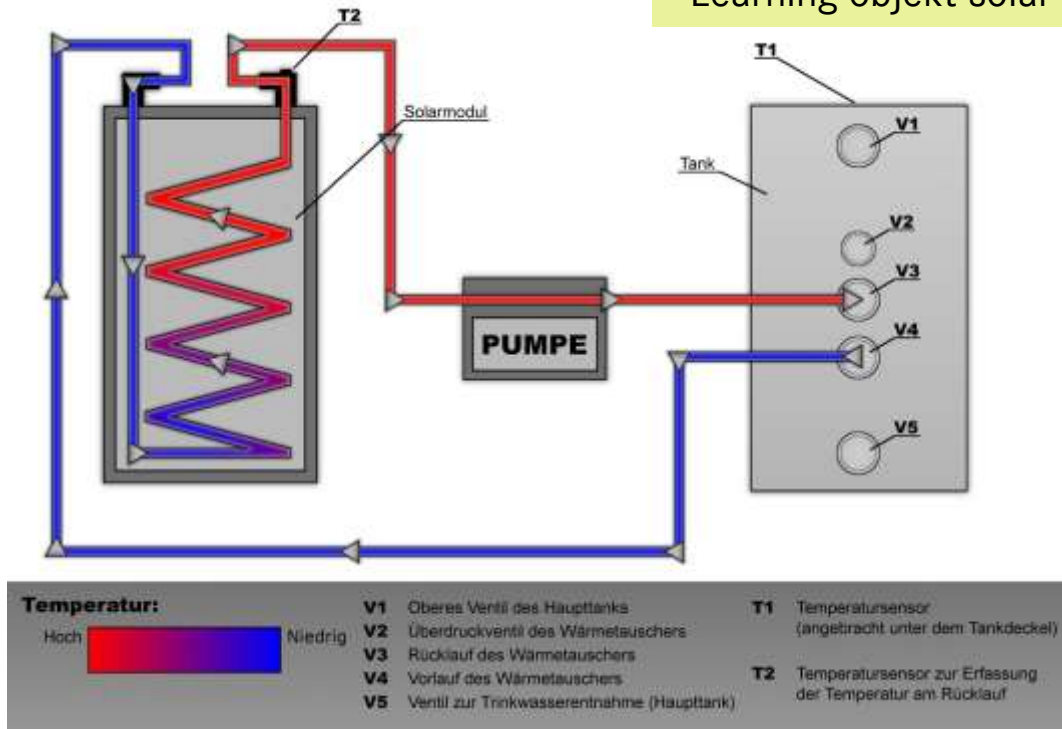 Learning objekt solar
T2
T1
Solarmodul
V1
Tank
V2
V3
PUMPE
V4
V5
Temperatur:
Hoch
Niedrig
V1 Oberes Ventil des Haupttanks
V2 Überdruckventil des Wärmetauschers
V3 Rücklauf des Wärmetauschers
V4 Vorlauf des Wärmetauschers
V5 Ventil zur Trinkwasserentnahme (Haupttank)
T1 Temperatursensor
(angebracht unter dem Tankdeckel)
T2 Temperatursensor zur Erfassung
der Temperatur am Rücklauf